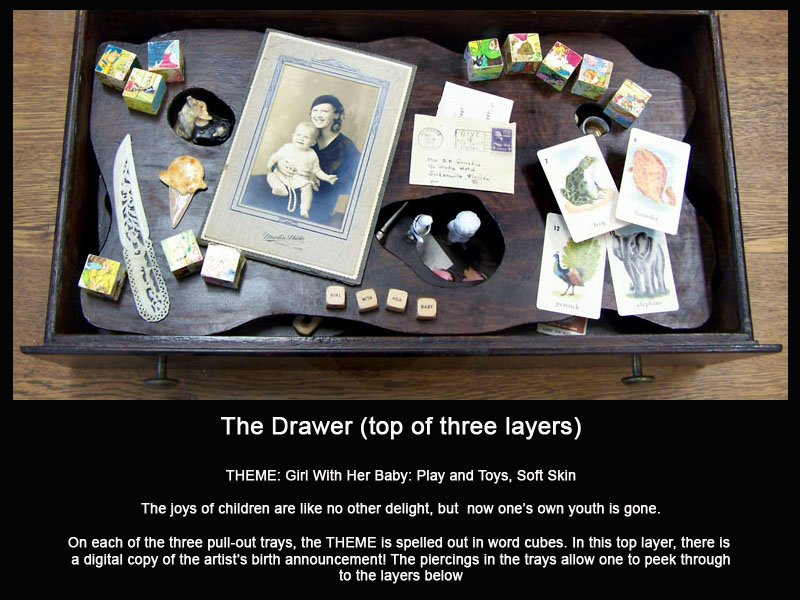 GIVE
7
frog
flounder
12
peacock
elephant
GIRL WITH HER BABY
The Drawer (top of three layers)
THEME: Girl With Her Baby: Play and Toys, Soft Skin
The joys of children are like no other delight, but now one's own youth is gone.
On each of the three pull-out trays, the THEME is spelled out in word cubes. In this top layer, there is
a digital copy of the artist's birth announcement! The piercings in the trays allow one to peek through
to the layers below